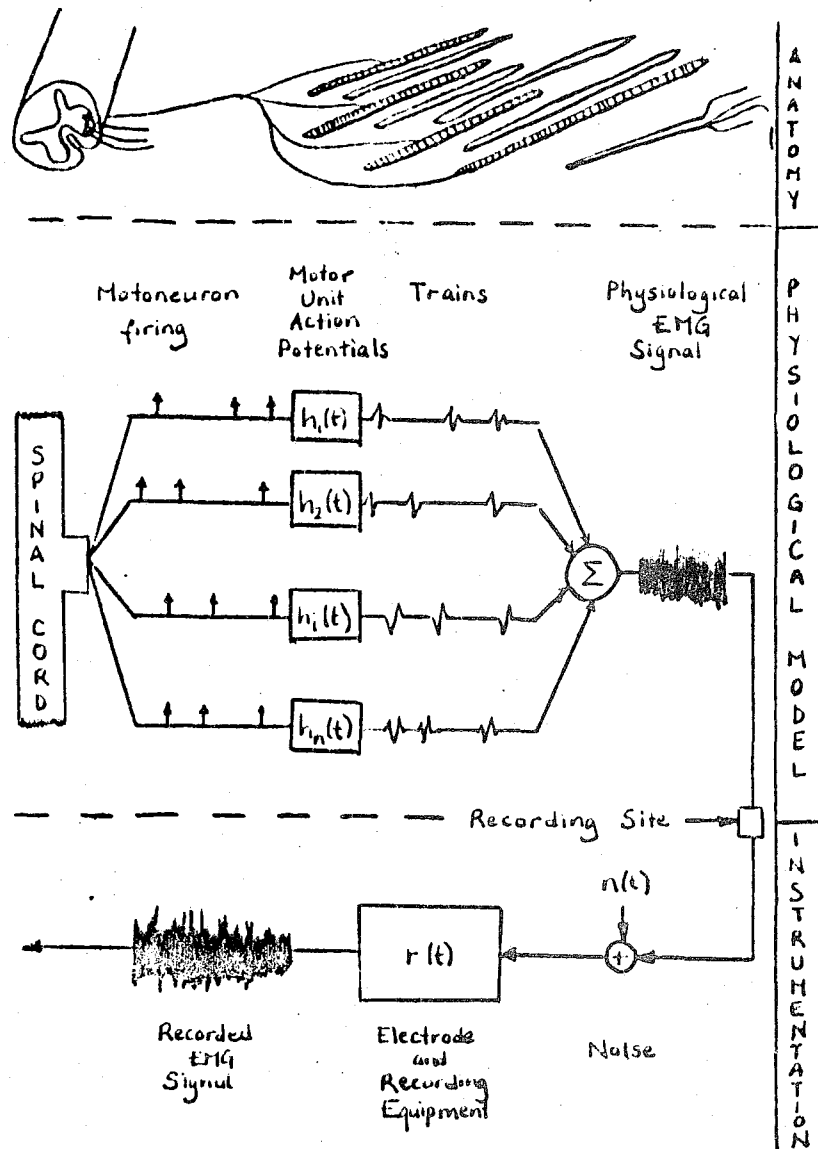 ANATOMY
Motoneuron
firing
Motor
Unit
Action
Potentials
Trains
Physiological
EMG
Signal
PHYSIOLOGICAL MODEL
SPINAL CORD
h₁(t)
h₂(t)
hᵢ(t)
hₙ(t)
Σ
Recording Site
INSTRUMENTATION
n(t)
r(t)
+
Recorded
EMG
Signal
Electrode
and
Recording
Equipment
Noise